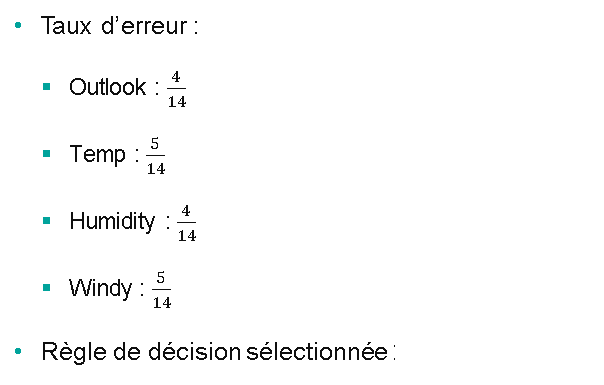 • Taux d’erreur :
▪ Outlook : 4/14
▪ Temp : 5/14
▪ Humidity : 4/14
▪ Windy : 5/14
• Règle de décision sélectionnée :